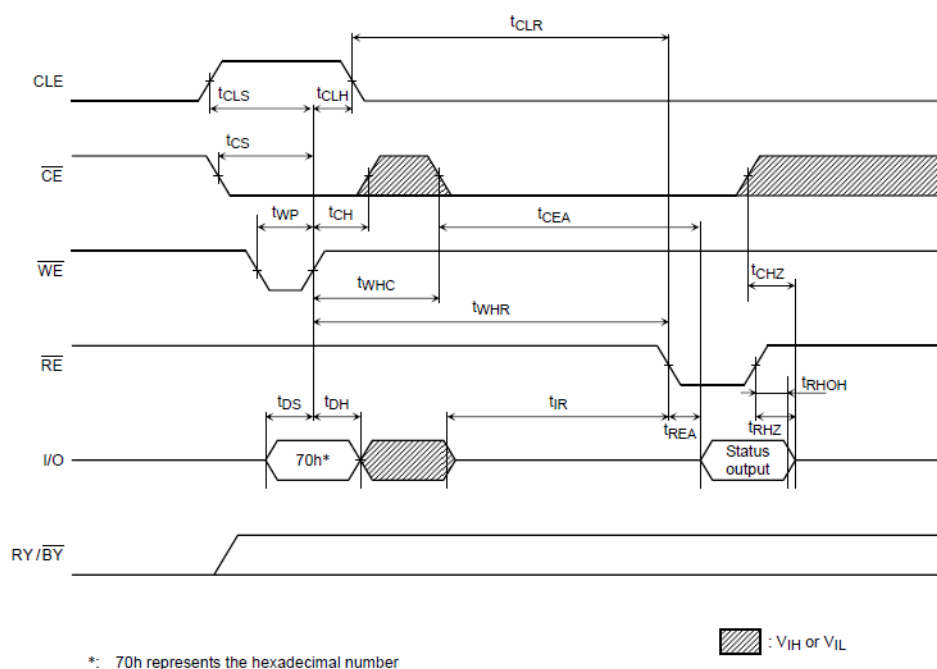 tCLR
CLE
tCLS
tCLH
tCS
CE
tWP
tCH
tCEA
WE
tWHC
tCHZ
tWHR
RE
tDS
tDH
tIR
tRHOH
tREA
tRHZ
I/O
70h*
Status
output
RY/BY
: VIH or VIL
*: 70h represents the hexadecimal number